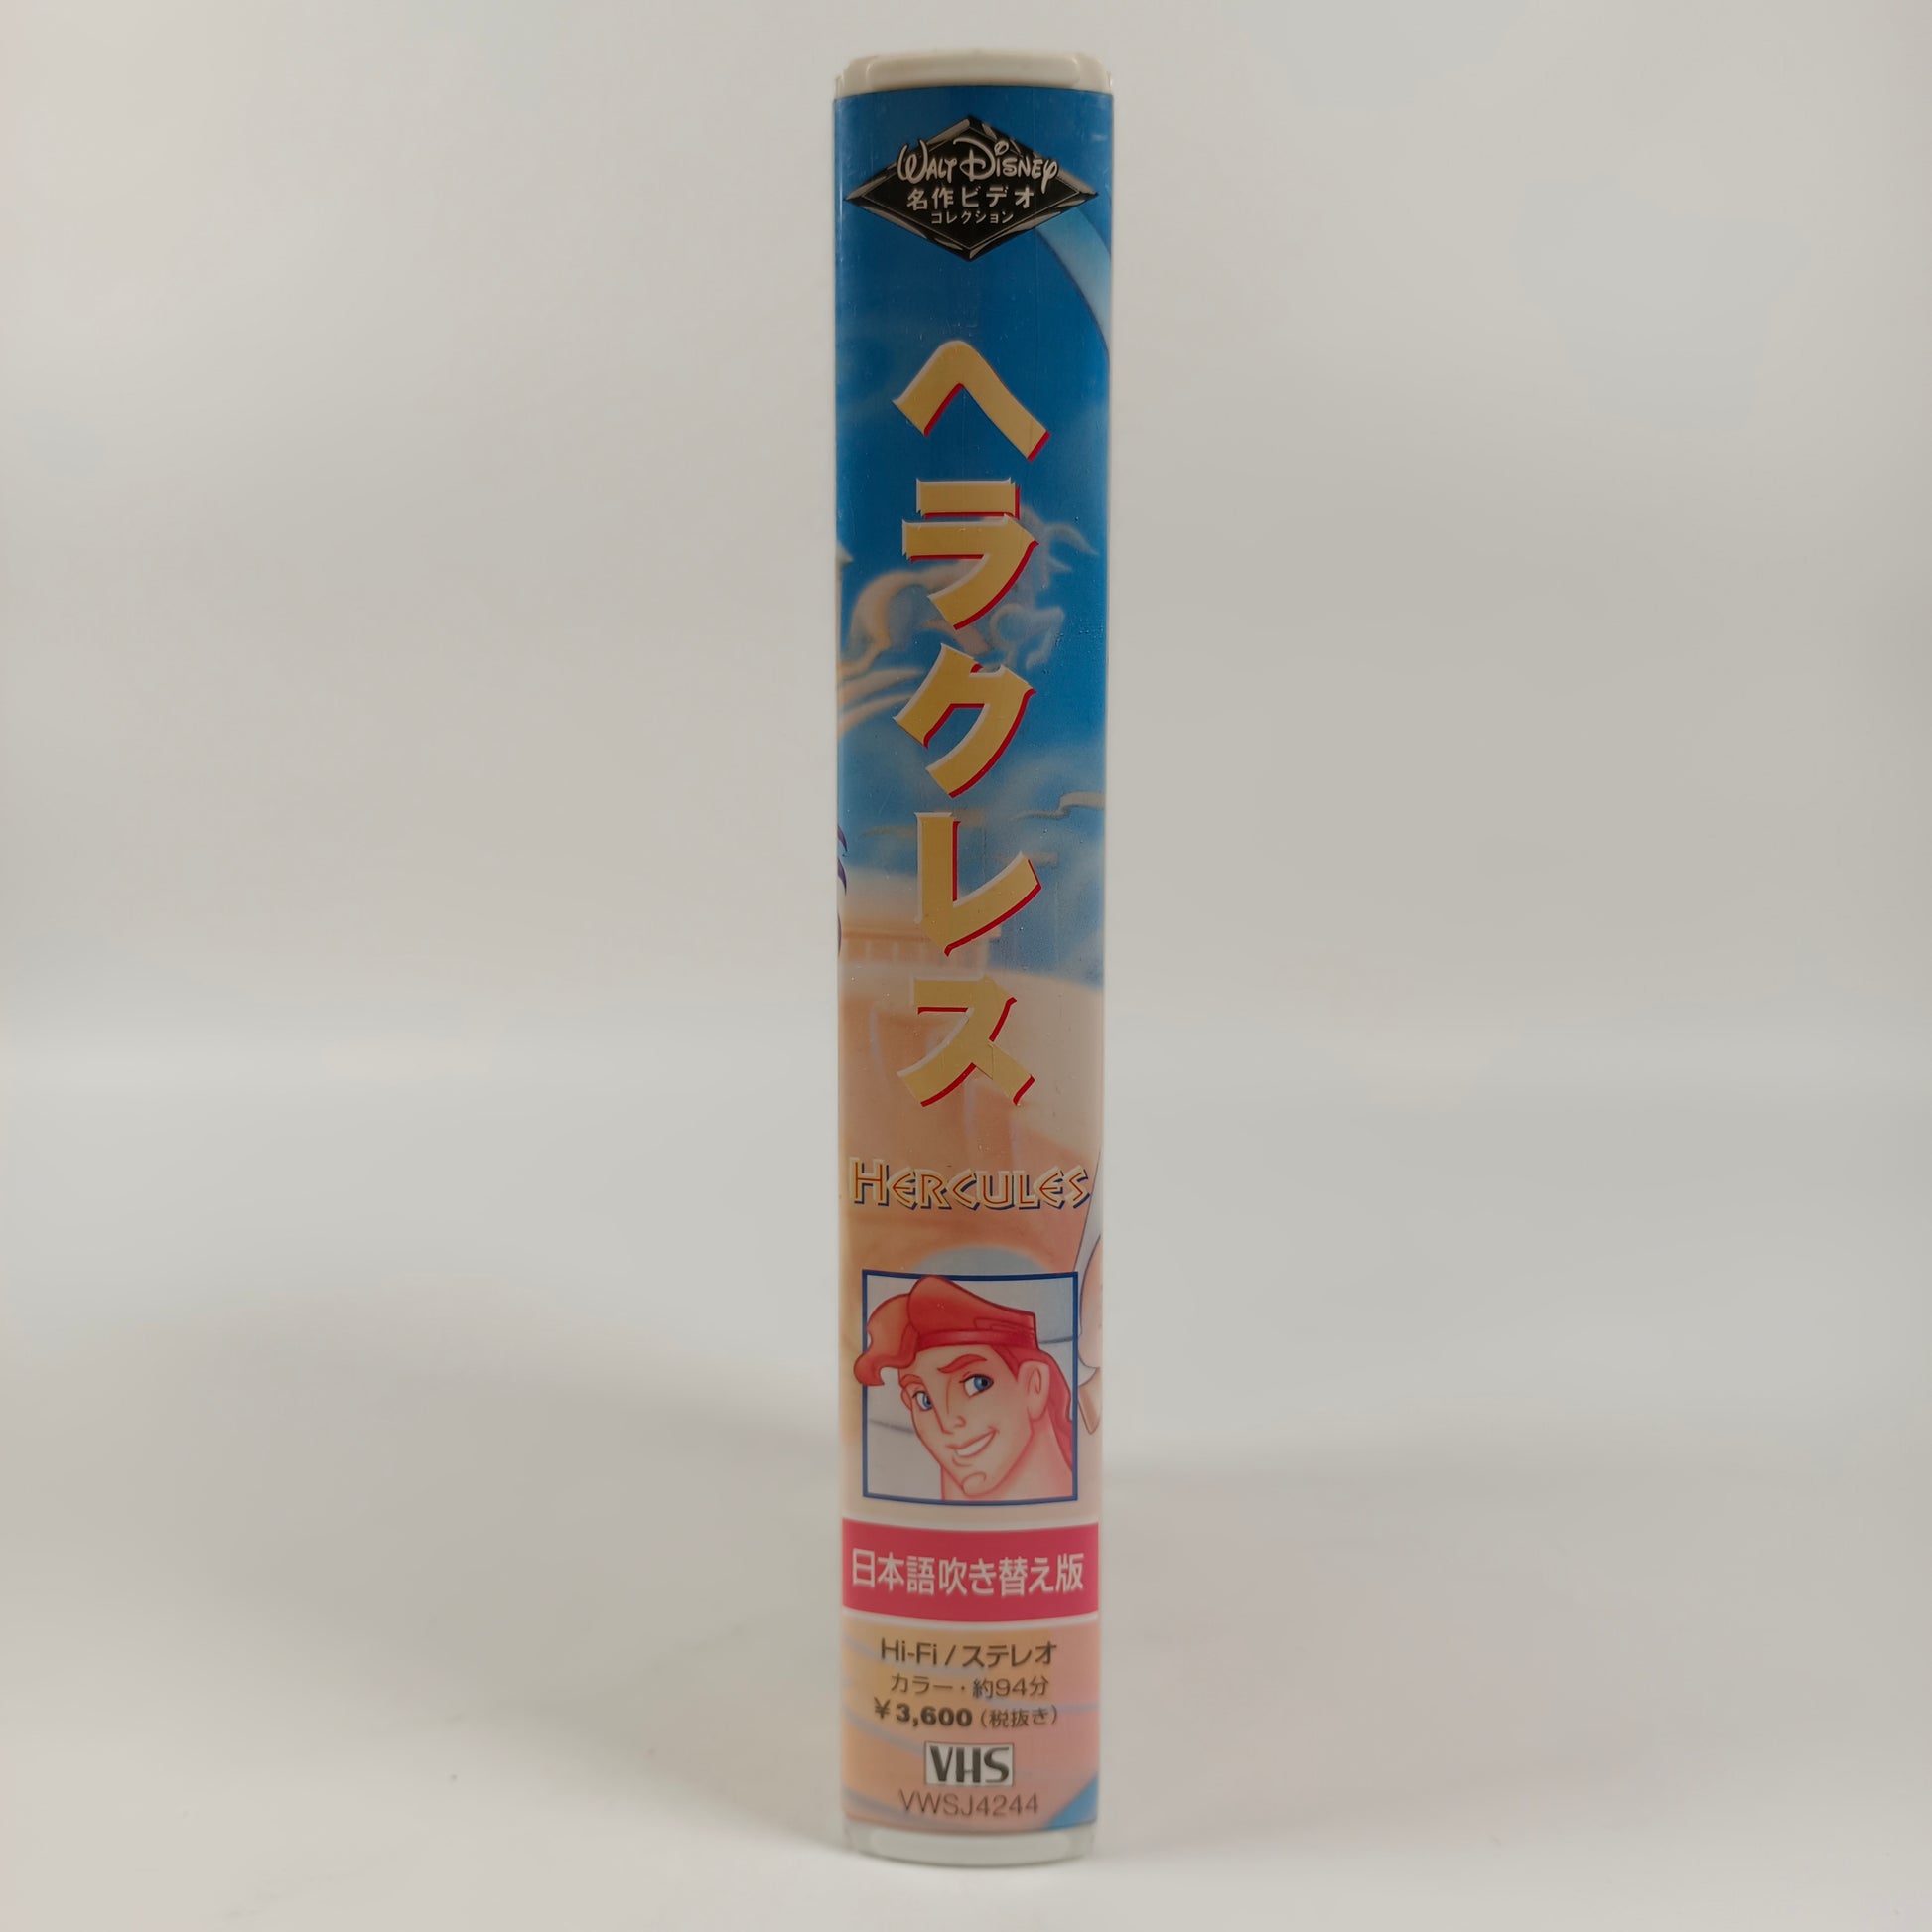 WALT DISNEY
名作ビデオ
コレクション
ヘラクレス
HERCULES
日本語吹き替え版
Hi-Fi/ステレオ
カラー・約94分
¥3,600(税抜き)
VHS
VWSJ4244